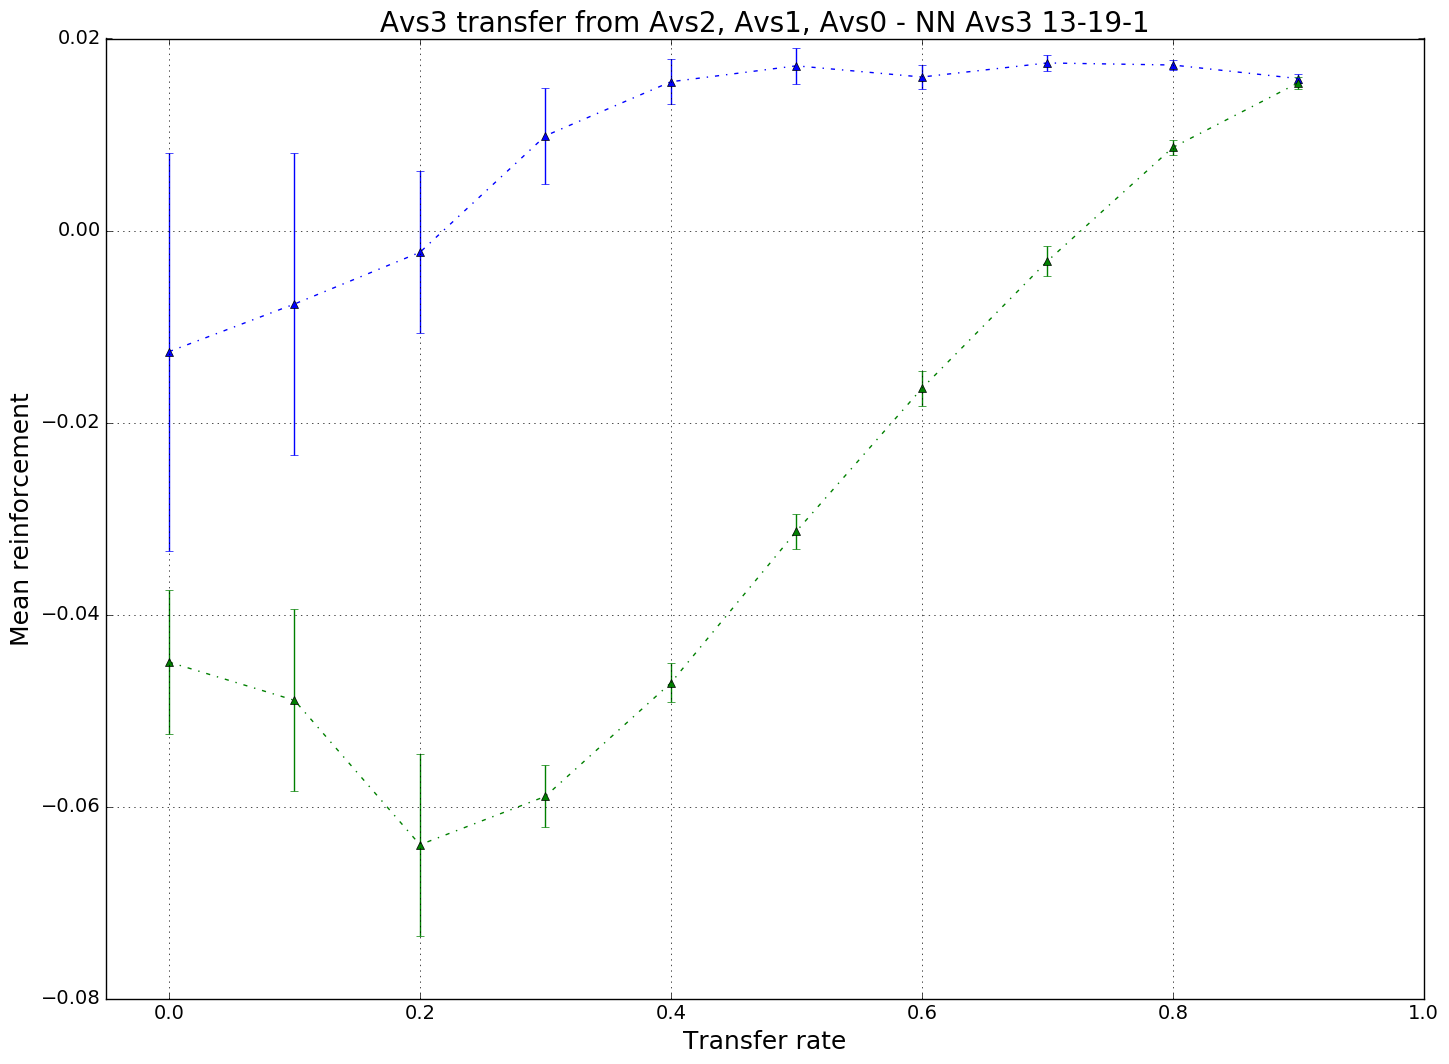 Avs3 transfer from Avs2, Avs1, Avs0 - NN Avs3 13-19-1
0.02
0.00
−0.02
−0.04
−0.06
−0.08
Mean reinforcement
0.0 0.2 0.4 0.6 0.8 1.0
Transfer rate